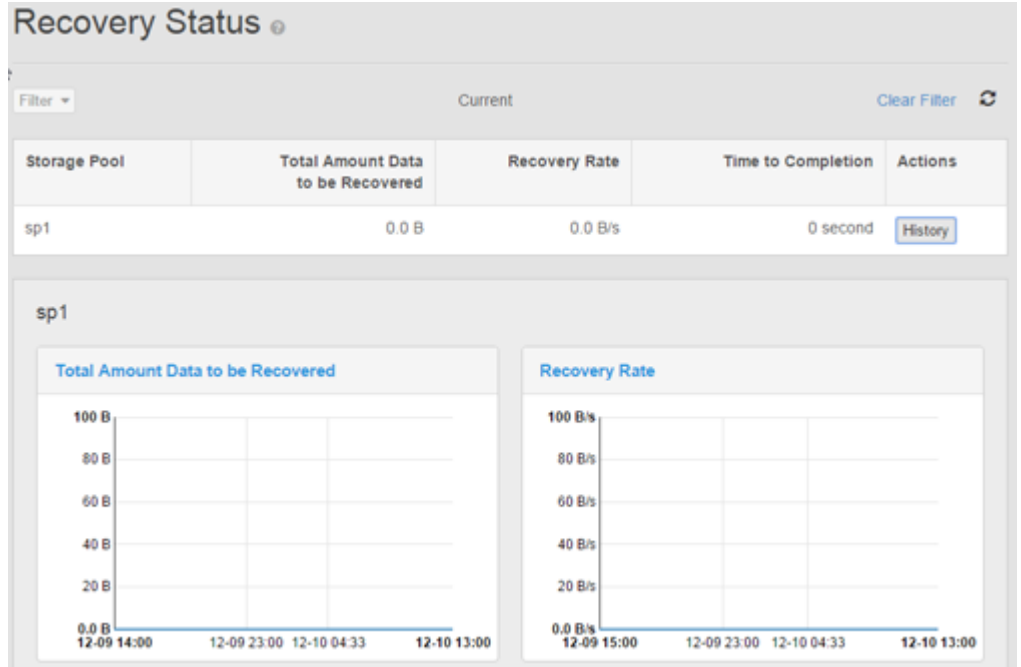 Recovery Status
Filter
Current
Clear Filter
Storage Pool
Total Amount Data
to be Recovered
Recovery Rate
Time to Completion
Actions
sp1
0.0 B
0.0 B/s
0 second
History
sp1
Total Amount Data to be Recovered
100 B
80 B
60 B
40 B
20 B
0.0 B
12-09 14:00
12-09 23:00
12-10 04:33
12-10 13:00
Recovery Rate
100 B/s
80 B/s
60 B/s
40 B/s
20 B/s
0.0 B/s
12-09 15:00
12-09 23:00
12-10 04:33
12-10 13:00